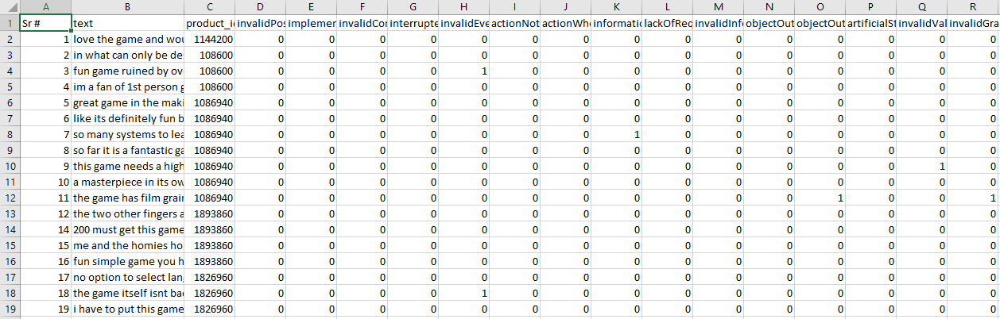 A B C D E F G H I J K L M N O P Q R
1 Sr # text product_i invalidPos implemer invalidCor interrupte invalidEve actionNot actionWhe informatic lackOfRec invalidInfo objectOut objectOut artificialSt invalidVal invalidGra
2 1 love the game and wou 1144200 0 0 0 0 0 0 0 0 0 0 0 0 0 0 0
3 2 in what can only be de 108600 0 0 0 0 0 0 0 0 0 0 0 0 0 0 0
4 3 fun game ruined by ov 108600 0 0 0 0 1 0 0 0 0 0 0 0 0 0 0
5 4 im a fan of 1st person g 108600 0 0 0 0 0 0 0 0 0 0 0 0 0 0 0
6 5 great game in the maki 1086940 0 0 0 0 0 0 0 0 0 0 0 0 0 0 0
7 6 like its definitely fun b 1086940 0 0 0 0 0 0 0 0 0 0 0 0 0 0 0
8 7 so many systems to lea 1086940 0 0 0 0 0 0 0 1 0 0 0 0 0 0 0
9 8 so far it is a fantastic ga 1086940 0 0 0 0 0 0 0 0 0 0 0 0 0 0 0
10 9 this game needs a high 1086940 0 0 0 0 0 0 0 0 0 0 0 0 0 1 0
11 10 a masterpiece in its ow 1086940 0 0 0 0 0 0 0 0 0 0 0 0 0 0 0
12 11 the game has film grair 1086940 0 0 0 0 0 0 0 0 0 0 0 1 0 0 1
13 12 the two other fingers a 1893860 0 0 0 0 0 0 0 0 0 0 0 0 0 0 0
14 14 200 must get this game 1893860 0 0 0 0 0 0 0 0 0 0 0 0 0 0 0
15 15 me and the homies ho 1893860 0 0 0 0 0 0 0 0 0 0 0 0 0 0 0
16 16 fun simple game you h 1893860 0 0 0 0 0 0 0 0 0 0 0 0 0 0 0
17 17 no option to select lan 1826960 0 0 0 0 0 0 0 0 0 0 0 0 0 0 0
18 18 the game itself isnt bac 1826960 0 0 0 0 1 0 0 0 0 0 0 0 0 0 0
19 19 i have to put this game 1826960 0 0 0 0 0 0 0 0 0 0 0 0 0 0 0